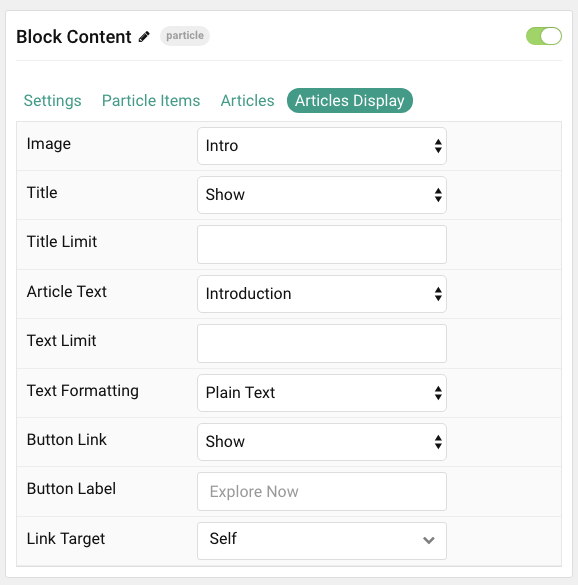 Block Content particle
Settings Particle Items Articles Articles Display
Image Intro
Title Show
Title Limit
Article Text Introduction
Text Limit
Text Formatting Plain Text
Button Link Show
Button Label Explore Now
Link Target Self